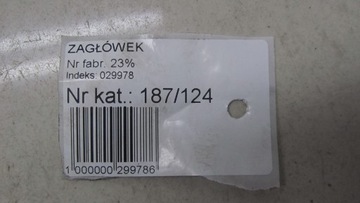 ZAGŁÓWEK
Nr fabr. 23%
Indeks: 029978
Nr kat.: 187/124
1 000000 299786